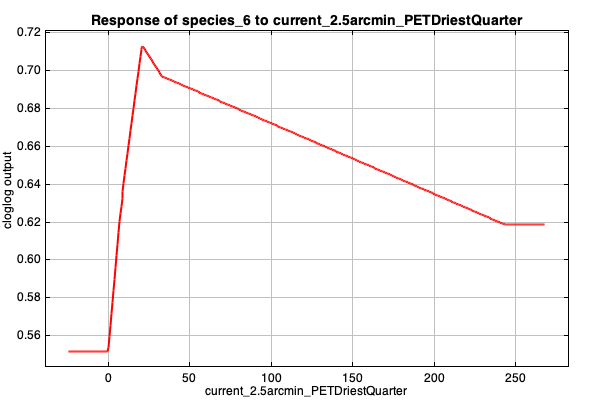 Response of species_6 to current_2.5arcmin_PETDriestQuarter
0.72
0.70
0.68
0.66
0.64
0.62
0.60
0.58
0.56
cloglog output
0 50 100 150 200 250
current_2.5arcmin_PETDriestQuarter